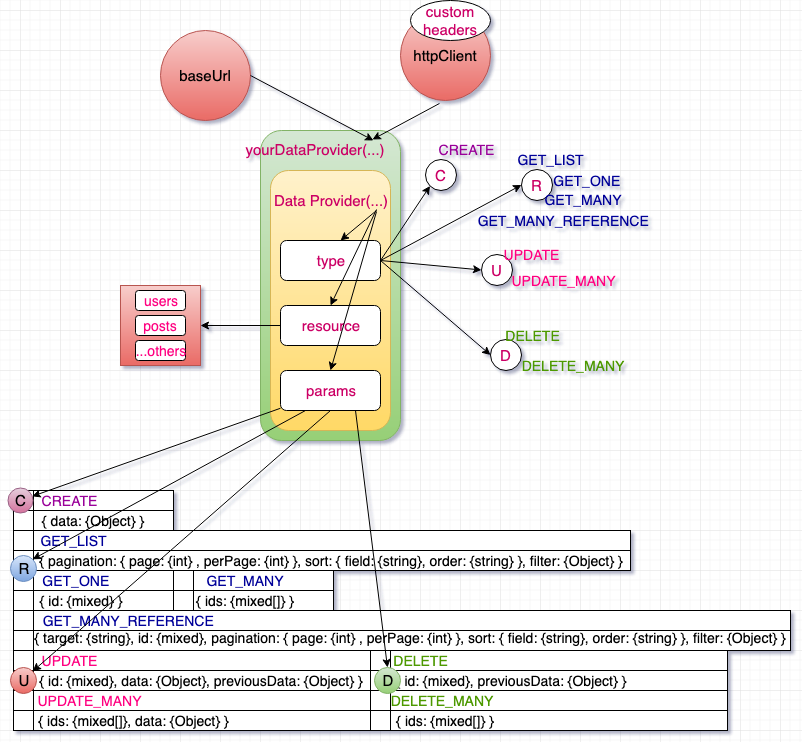 custom
headers
httpClient
baseUrl
yourDataProvider(...)
CREATE
C
GET_LIST
R
GET_ONE
GET_MANY
GET_MANY_REFERENCE
Data Provider(...)
type
UPDATE
U
UPDATE_MANY
resource
users
posts
...others
DELETE
D
DELETE_MANY
params
C
CREATE
{ data: {Object} }
GET_LIST
R
{ pagination: { page: {int} , perPage: {int} }, sort: { field: {string}, order: {string} }, filter: {Object} }
GET_ONE
GET_MANY
{ id: {mixed} }
{ ids: {mixed[]} }
GET_MANY_REFERENCE
{ target: {string}, id: {mixed}, pagination: { page: {int} , perPage: {int} }, sort: { field: {string}, order: {string} }, filter: {Object} }
UPDATE
DELETE
U
{ id: {mixed}, data: {Object}, previousData: {Object} }
D
id: {mixed}, previousData: {Object} }
UPDATE_MANY
DELETE_MANY
{ ids: {mixed[]}, data: {Object} }
{ ids: {mixed[]} }